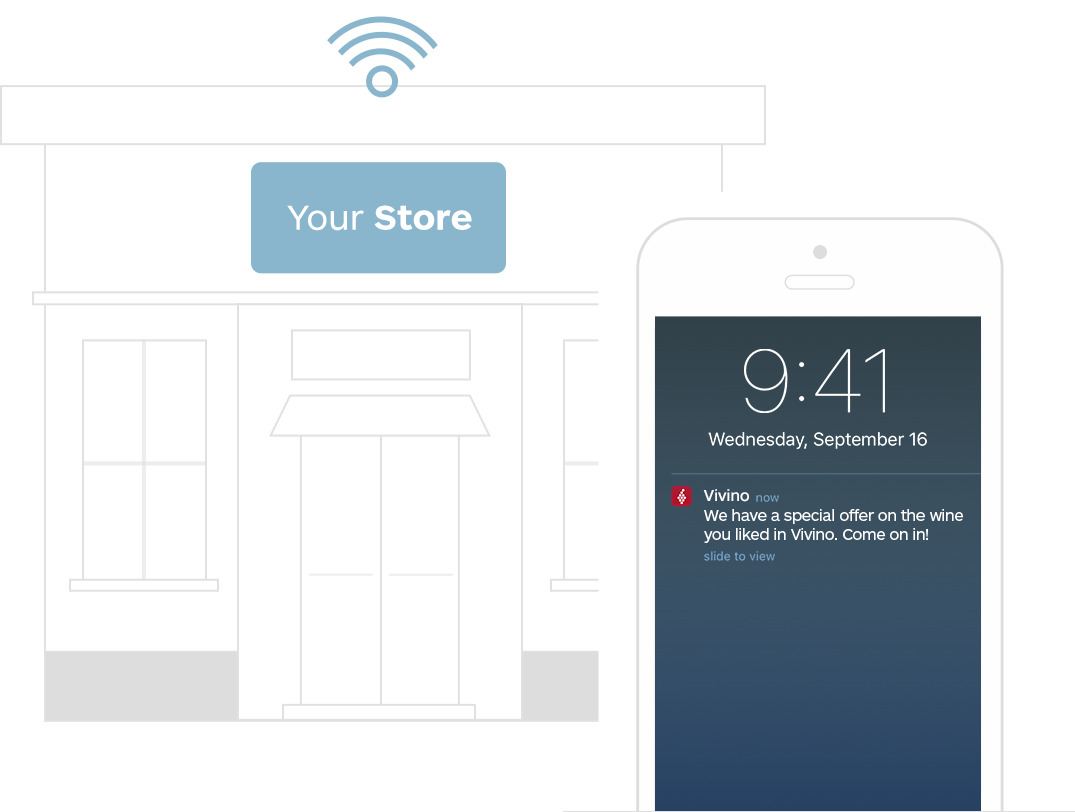 Your Store
9:41
Wednesday, September 16
Vivino now
We have a special offer on the wine
you liked in Vivino. Come on in!
slide to view